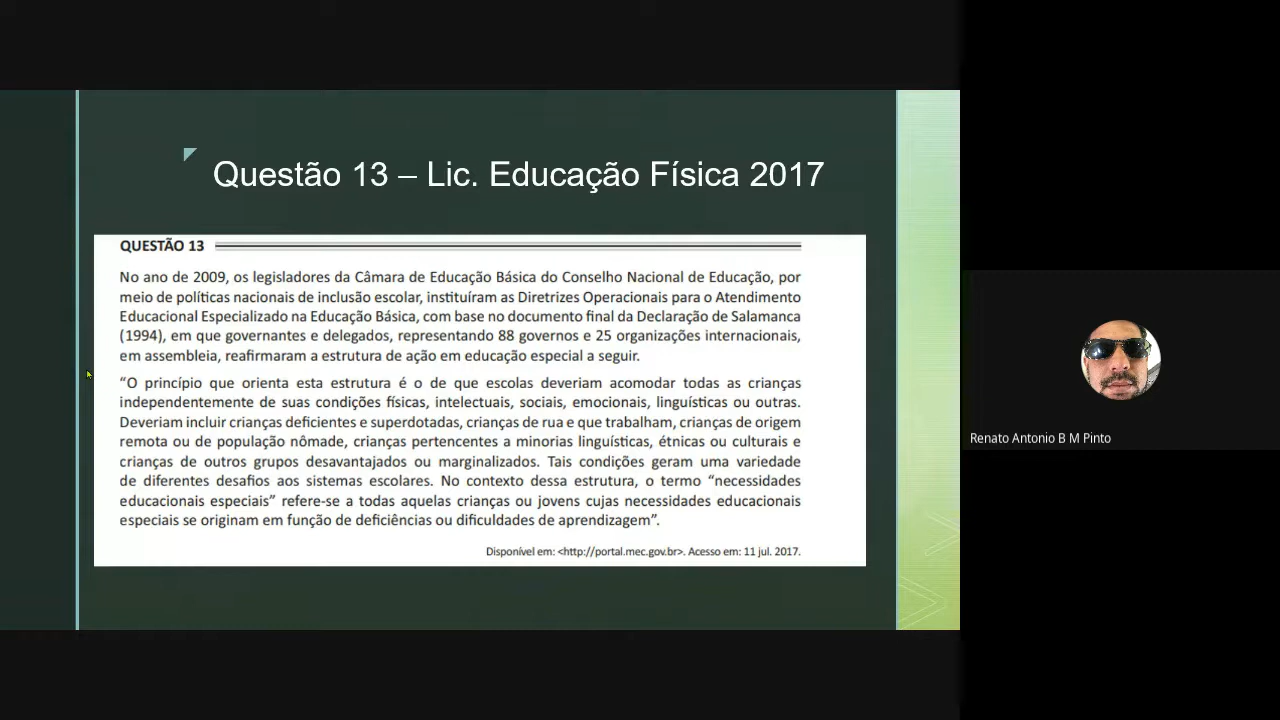 Questão 13 – Lic. Educação Física 2017
QUESTÃO 13
No ano de 2009, os legisladores da Câmara de Educação Básica do Conselho Nacional de Educação, por
meio de políticas nacionais de inclusão escolar, instituíram as Diretrizes Operacionais para o Atendimento
Educacional Especializado na Educação Básica, com base no documento final da Declaração de Salamanca
(1994), em que governantes e delegados, representando 88 governos e 25 organizações internacionais,
em assembleia, reafirmaram a estrutura de ação em educação especial a seguir.
“O princípio que orienta esta estrutura é o de que escolas deveriam acomodar todas as crianças
independentemente de suas condições físicas, intelectuais, sociais, emocionais, linguísticas ou outras.
Deveriam incluir crianças deficientes e superdotadas, crianças de rua e que trabalham, crianças de origem
remota ou de população nômade, crianças pertencentes a minorias linguísticas, étnicas ou culturais e
crianças de outros grupos desavantajados ou marginalizados. Tais condições geram uma variedade
de diferentes desafios aos sistemas escolares. No contexto dessa estrutura, o termo “necessidades
educacionais especiais” refere-se a todas aquelas crianças ou jovens cujas necessidades educacionais
especiais se originam em função de deficiências ou dificuldades de aprendizagem”.
Disponível em: <http://portal.mec.gov.br>. Acesso em: 11 jul. 2017.
Renato Antonio B M Pinto